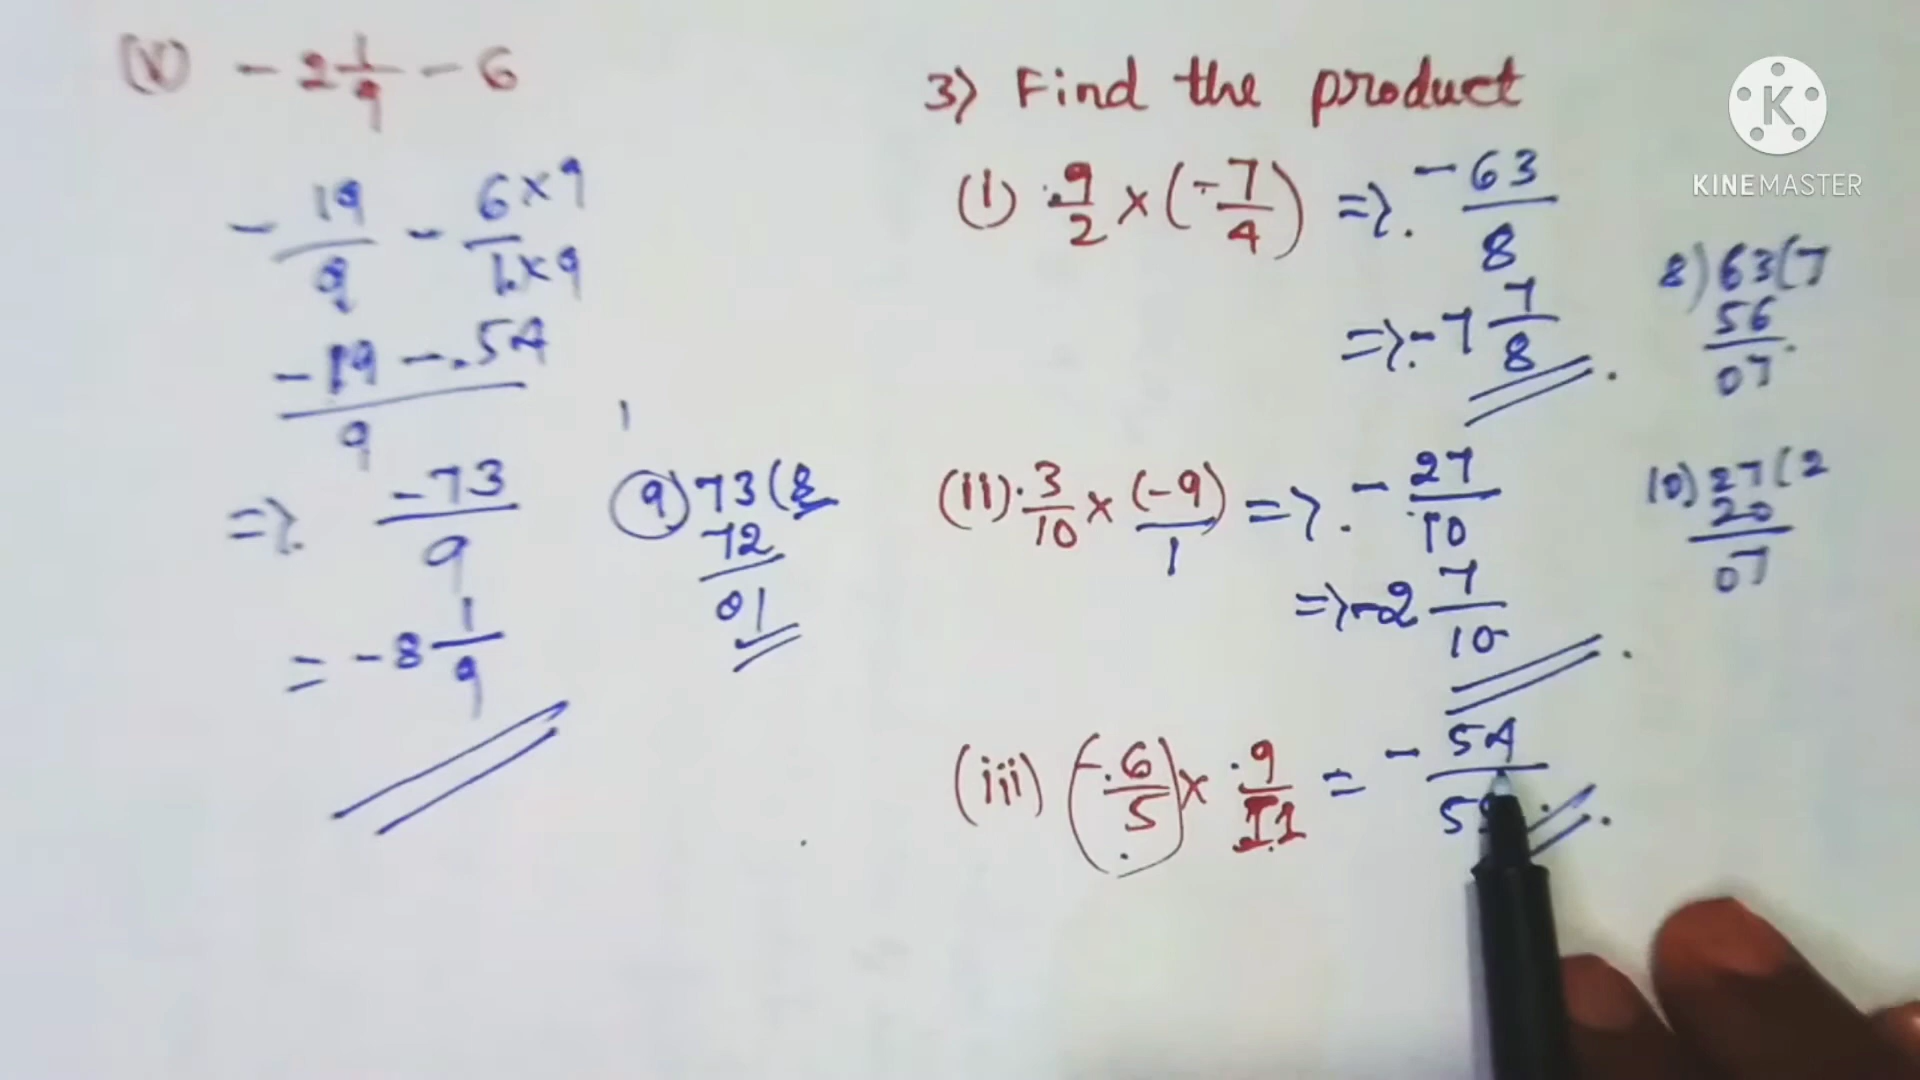 (V) - 2 1/9 - 6
- 19/9 - 6×9/1×9
-19 - 54
9
=> -73/9
= -8 1/9
9)73(8
72
01
3) Find the product
(i) 9/2 × (-7/4) => -63/8
=> -7 7/8
8)63(7
56
07
(ii) 3/10 × (-9)/1 => -27/10
=> -2 7/10
10)27(2
20
07
(iii) (-6/5) × 9/11 = -54/
K
KINEMASTER